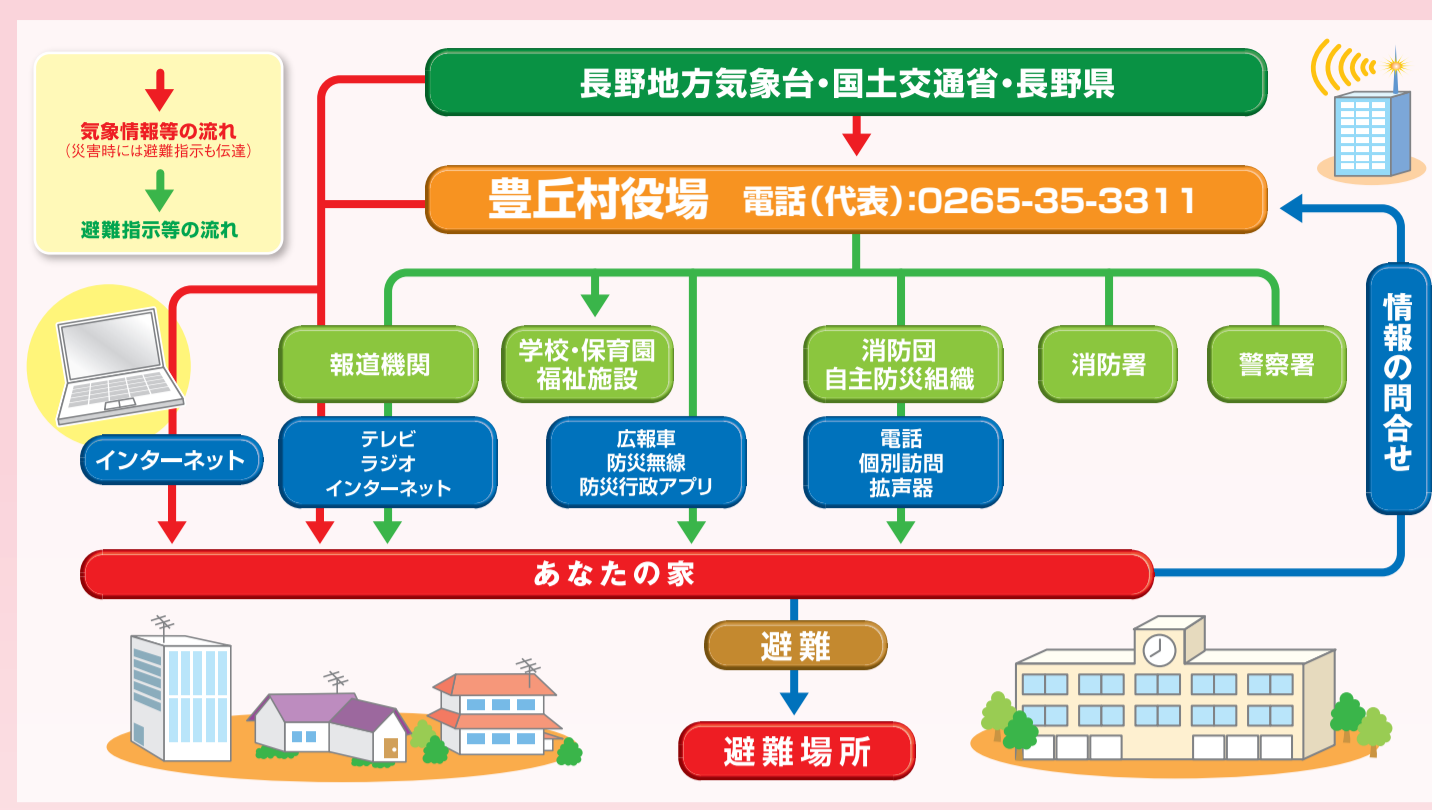 気象情報等の流れ
（災害時には避難指示も伝達）
避難指示等の流れ
長野地方気象台・国土交通省・長野県
豊丘村役場 電話（代表）：0265-35-3311
情報の問合せ
報道機関
学校・保育園
福祉施設
消防団
自主防災組織
消防署
警察署
インターネット
テレビ
ラジオ
インターネット
広報車
防災無線
防災行政アプリ
電話
個別訪問
拡声器
あなたの家
避難
避難場所